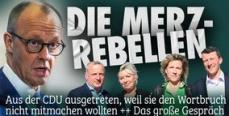 DIE MERZ-
REBELLEN
Aus der CDU ausgetreten, weil sie den Wortbruch
nicht mitmachen wollten ++ Das große Gespräch